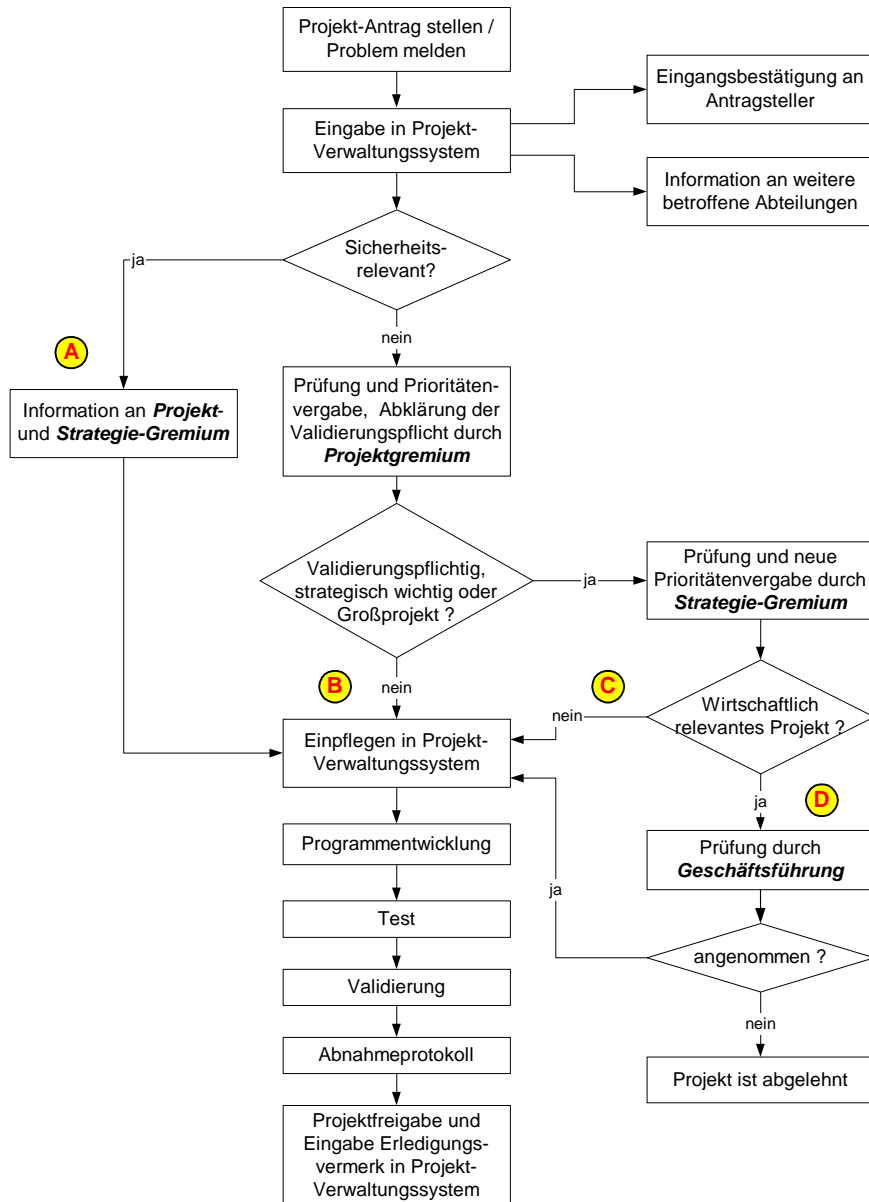 Projekt-Antrag stellen /
Problem melden
Eingangsbestätigung an
Antragsteller
Eingabe in Projekt-
Verwaltungssystem
Information an weitere
betroffene Abteilungen
Sicherheits-
relevant?
ja
nein
A
Information an Projekt-
und Strategie-Gremium
Prüfung und Prioritäten-
vergabe, Abklärung der
Validierungspflicht durch
Projektgremium
Validierungspflichtig,
strategisch wichtig oder
Großprojekt ?
ja
Prüfung und neue
Prioritätenvergabe durch
Strategie-Gremium
B
nein
C
nein
Wirtschaftlich
relevantes Projekt ?
Einpflegen in Projekt-
Verwaltungssystem
ja
D
Programmentwicklung
Prüfung durch
Geschäftsführung
ja
Test
angenommen ?
Validierung
nein
Abnahmeprotokoll
Projekt ist abgelehnt
Projektfreigabe und
Eingabe Erledigungs-
vermerk in Projekt-
Verwaltungssystem